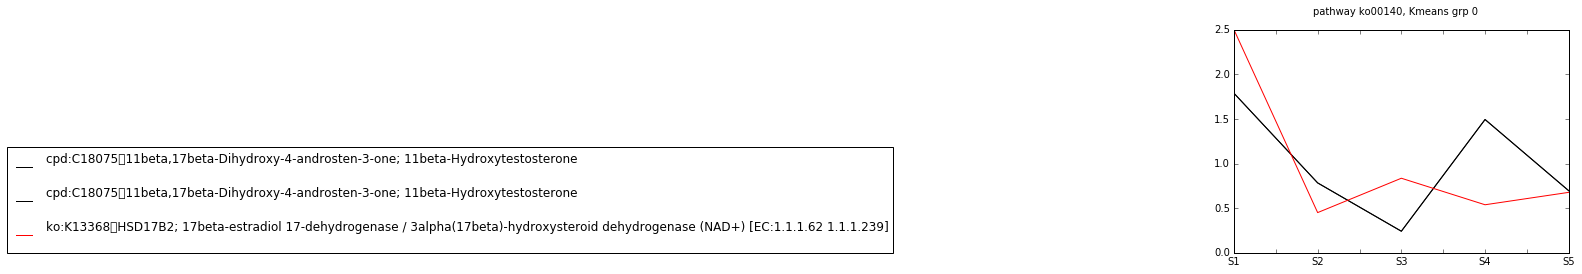 pathway ko00140, Kmeans grp 0
2.5
2.0
1.5
1.0
0.5
0.0
S1 S2 S3 S4 S5
cpd:C18075▯11beta,17beta-Dihydroxy-4-androsten-3-one; 11beta-Hydroxytestosterone
cpd:C18075▯11beta,17beta-Dihydroxy-4-androsten-3-one; 11beta-Hydroxytestosterone
ko:K13368▯HSD17B2; 17beta-estradiol 17-dehydrogenase / 3alpha(17beta)-hydroxysteroid dehydrogenase (NAD+) [EC:1.1.1.62 1.1.1.239]